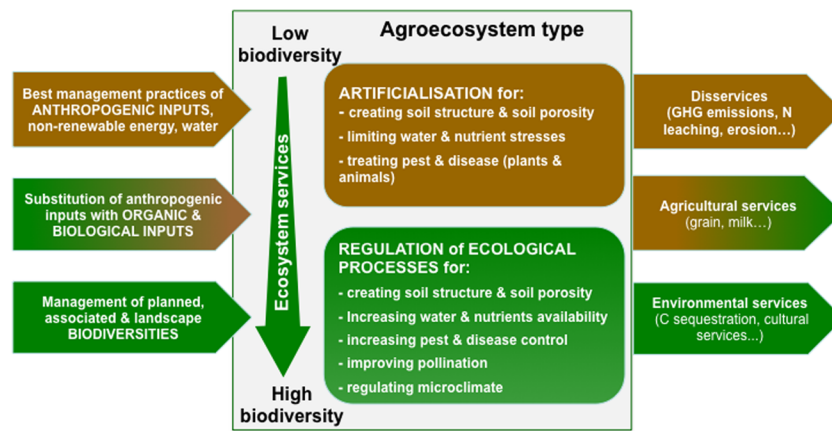 Agroecosystem type
Low
biodiversity
Best management practices of
ANTHROPOGENIC INPUTS,
non-renewable energy, water
Substitution of anthropogenic
inputs with ORGANIC &
BIOLOGICAL INPUTS
Management of planned,
associated & landscape
BIODIVERSITIES
Ecosystem services
High
biodiversity
ARTIFICIALISATION for:
- creating soil structure & soil porosity
- limiting water & nutrient stresses
- treating pest & disease (plants &
animals)
REGULATION of ECOLOGICAL
PROCESSES for:
- creating soil structure & soil porosity
- Increasing water & nutrients availability
- increasing pest & disease control
- improving pollination
- regulating microclimate
Disservices
(GHG emissions, N
leaching, erosion...)
Agricultural services
(grain, milk...)
Environmental services
(C sequestration, cultural
services...)